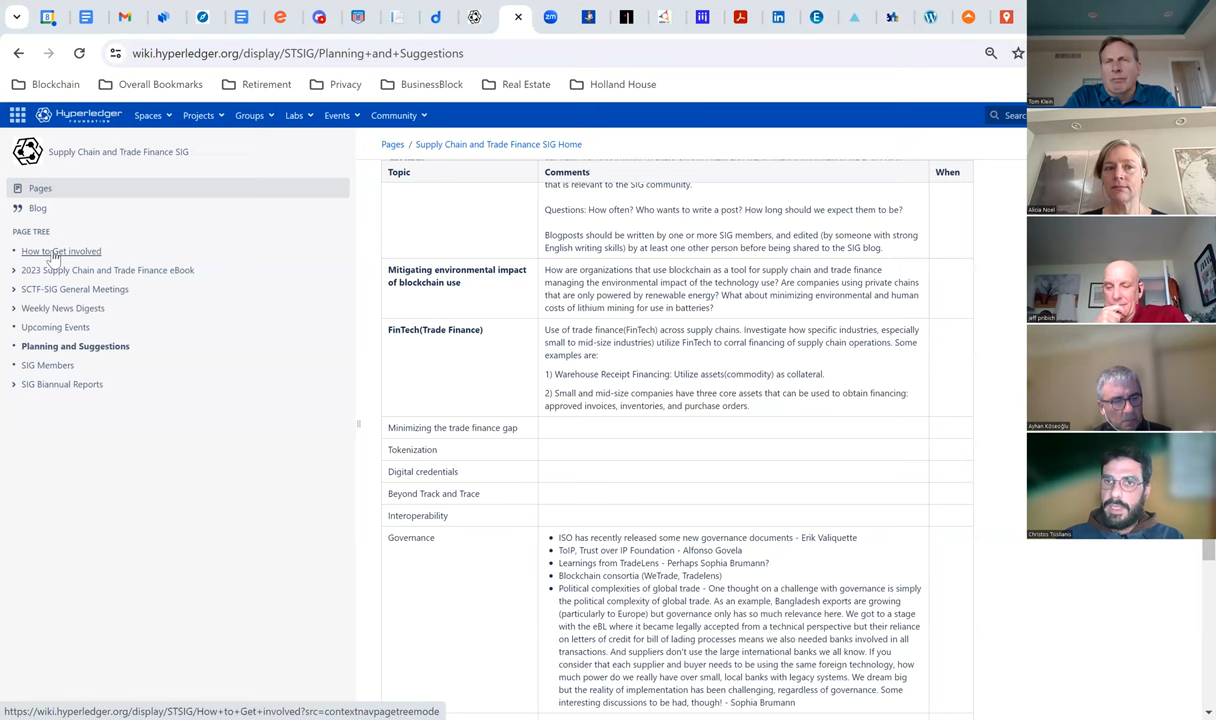 wiki.hyperledger.org/display/STSIG/Planning+and+Suggestions
Blockchain
Overall Bookmarks
Retirement
Privacy
BusinessBlock
Real Estate
Holland House
HYPERLEDGER
FOUNDATION
Spaces
Projects
Groups
Labs
Events
Community
Searc
Supply Chain and Trade Finance SIG
Pages
Blog
PAGE TREE
How to Get involved
2023 Supply Chain and Trade Finance eBook
SCTF-SIG General Meetings
Weekly News Digests
Upcoming Events
Planning and Suggestions
SIG Members
SIG Biannual Reports
Pages / Supply Chain and Trade Finance SIG Home
Topic
Comments
When
that is relevant to the SIG community.
Questions: How often? Who wants to write a post? How long should we expect them to be?
Blogposts should be written by one or more SIG members, and edited (by someone with strong
English writing skills) by at least one other person before being shared to the SIG blog.
Mitigating environmental impact
of blockchain use
How are organizations that use blockchain as a tool for supply chain and trade finance
managing the environmental impact of the technology use? Are companies using private chains
that are only powered by renewable energy? What about minimizing environmental and human
costs of lithium mining for use in batteries?
FinTech(Trade Finance)
Use of trade finance(FinTech) across supply chains. Investigate how specific industries, especially
small to mid-size industries) utilize FinTech to corral financing of supply chain operations. Some
examples are:
1) Warehouse Receipt Financing: Utilize assets(commodity) as collateral.
2) Small and mid-size companies have three core assets that can be used to obtain financing:
approved invoices, inventories, and purchase orders.
Minimizing the trade finance gap
Tokenization
Digital credentials
Beyond Track and Trace
Interoperability
Governance
ISO has recently released some new governance documents - Erik Valiquette
ToIP, Trust over IP Foundation - Alfonso Govela
Learnings from TradeLens - Perhaps Sophia Brumann?
Blockchain consortia (WeTrade, Tradelens)
Political complexities of global trade - One thought on a challenge with governance is simply
the political complexity of global trade. As an example, Bangladesh exports are growing
(particularly to Europe) but governance only has so much relevance here. We got to a stage
with the eBL where it became legally accepted from a technical perspective but their reliance
on letters of credit for bill of lading processes means we also needed banks involved in all
transactions. And suppliers don't use the large international banks we all know. If you
consider that each supplier and buyer needs to be using the same foreign technology, how
much power do we really have over small, local banks with legacy systems. We dream big
but the reality of implementation has been challenging, regardless of governance. Some
interesting discussions to be had, though! - Sophia Brumann
https://wiki.hyperledger.org/display/STSIG/How+to+Get+involved?src=contextnavpagetreemode
Tom Klein
Alicia Noel
jeff pribich
Ayhan Köseoğlu
Christos Tsilianis